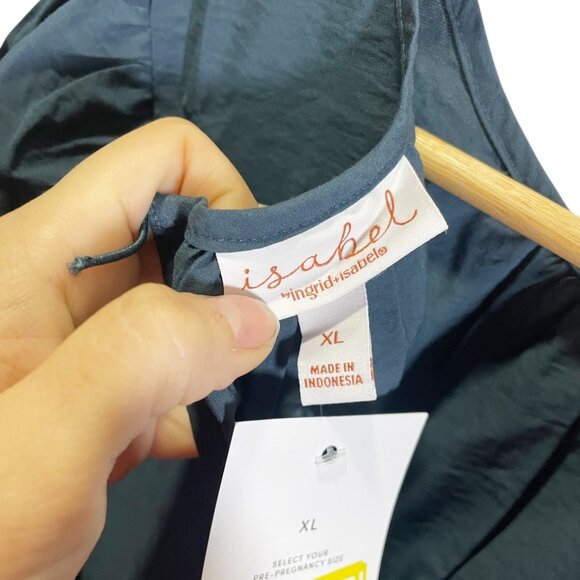 isabel
by ingrid+isabel®
XL
MADE IN
INDONESIA
XL
SELECT YOUR
PRE-PREGNANCY SIZE